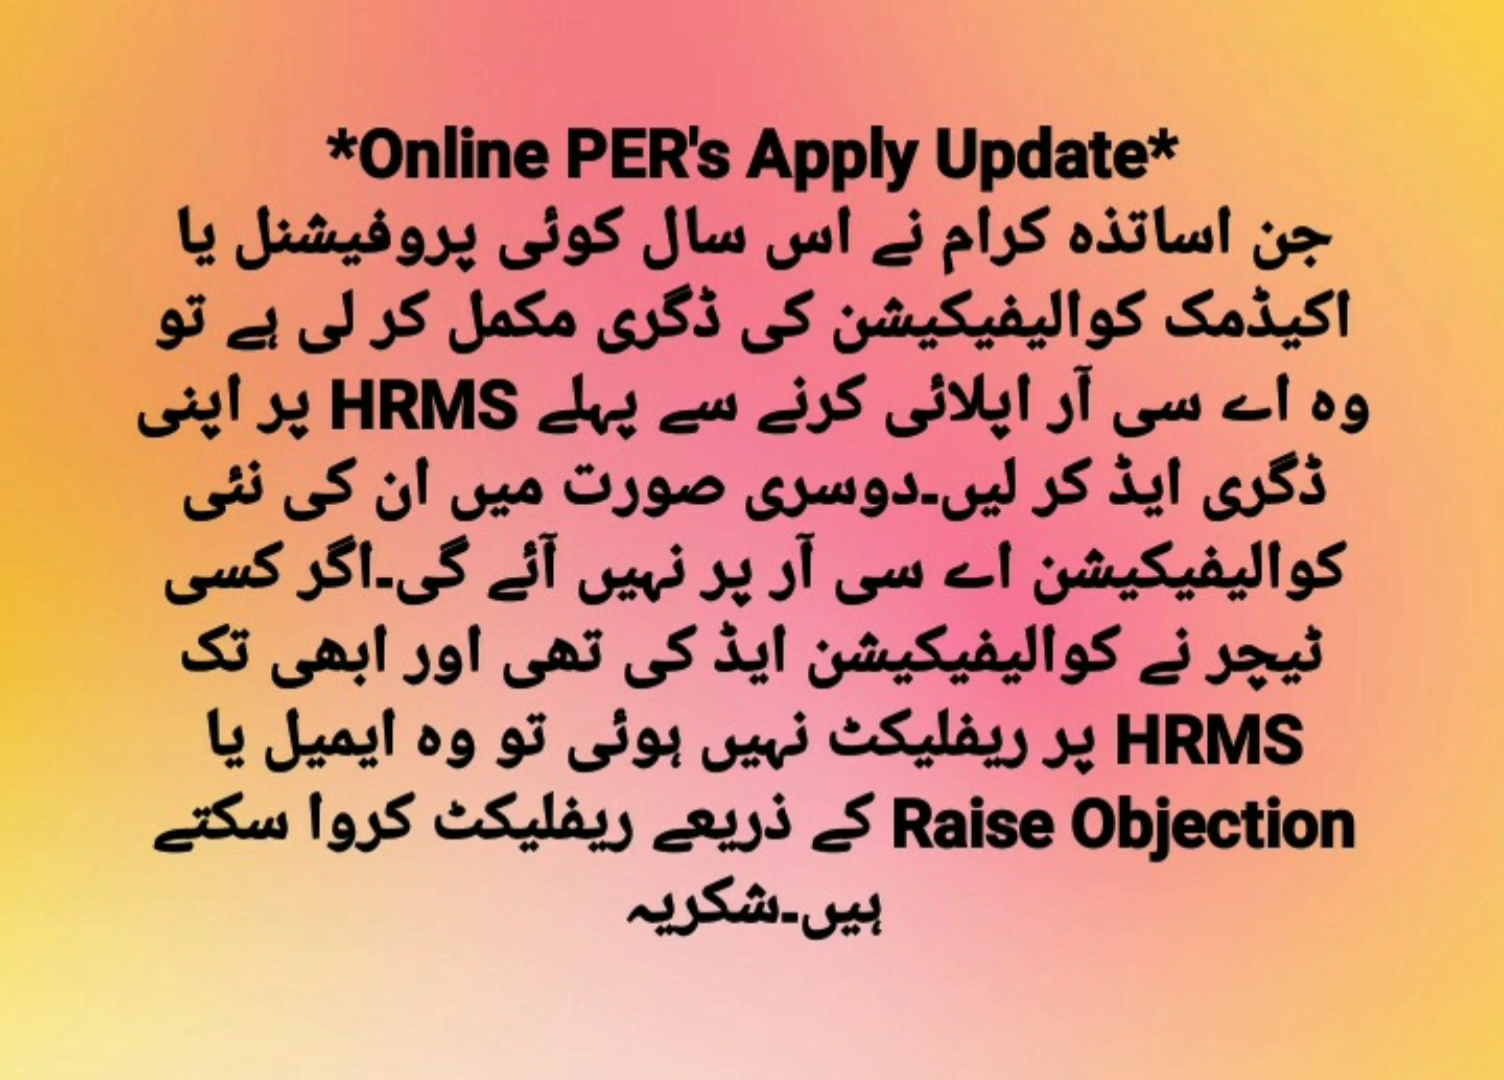 *Online PER's Apply Update*
جن اساتذہ کرام نے اس سال کوئی پروفیشنل یا
اکیڈمک کوالیفیکیشن کی ڈگری مکمل کر لی ہے تو
وہ اے سی آر اپلائی کرنے سے پہلے HRMS پر اپنی
ڈگری ایڈ کر لیں۔دوسری صورت میں ان کی نئی
کوالیفیکیشن اے سی آر پر نہیں آئے گی۔اگر کسی
ٹیچر نے کوالیفیکیشن ایڈ کی تھی اور ابھی تک
HRMS پر ریفلیکٹ نہیں ہوئی تو وہ ایمیل یا
Raise Objection کے ذریعے ریفلیکٹ کروا سکتے
ہیں۔شکریہ